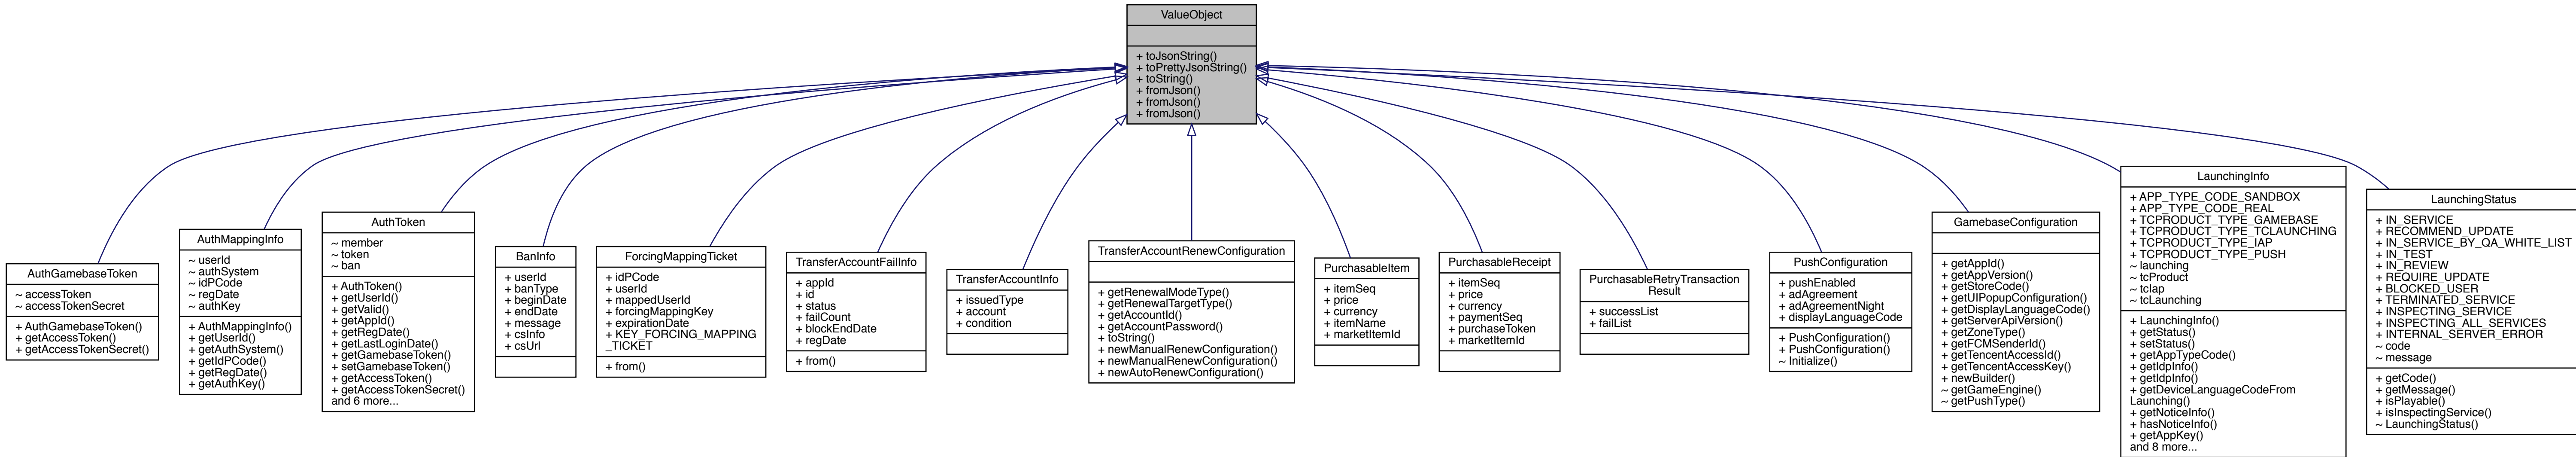 ValueObject
+ toJsonString()
+ toPrettyJsonString()
+ toString()
+ fromJson()
+ fromJson()
+ fromJson()
AuthGamebaseToken
~ accessToken
~ accessTokenSecret
+ AuthGamebaseToken()
+ getAccessToken()
+ getAccessTokenSecret()
AuthMappingInfo
~ userId
~ authSystem
~ idPCode
~ regDate
~ authKey
+ AuthMappingInfo()
+ getUserId()
+ getAuthSystem()
+ getIdPCode()
+ getRegDate()
+ getAuthKey()
AuthToken
~ member
~ token
~ ban
+ AuthToken()
+ getUserId()
+ getValid()
+ getAppId()
+ getRegDate()
+ getLastLoginDate()
+ getGamebaseToken()
+ setGamebaseToken()
+ getAccessToken()
+ getAccessTokenSecret()
and 6 more...
BanInfo
+ userId
+ banType
+ beginDate
+ endDate
+ message
+ csInfo
+ csUrl
ForcingMappingTicket
+ idPCode
+ userId
+ mappedUserId
+ forcingMappingKey
+ expirationDate
+ KEY_FORCING_MAPPING
_TICKET
+ from()
TransferAccountFailInfo
+ appId
+ id
+ status
+ failCount
+ blockEndDate
+ regDate
+ from()
TransferAccountInfo
+ issuedType
+ account
+ condition
TransferAccountRenewConfiguration
+ getRenewalModeType()
+ getRenewalTargetType()
+ getAccountId()
+ getAccountPassword()
+ toString()
+ newManualRenewConfiguration()
+ newManualRenewConfiguration()
+ newAutoRenewConfiguration()
PurchasableItem
+ itemSeq
+ price
+ currency
+ itemName
+ marketItemId
PurchasableReceipt
+ itemSeq
+ price
+ currency
+ paymentSeq
+ purchaseToken
+ marketItemId
PurchasableRetryTransaction
Result
+ successList
+ failList
PushConfiguration
+ pushEnabled
+ adAgreement
+ adAgreementNight
+ displayLanguageCode
+ PushConfiguration()
+ PushConfiguration()
~ Initialize()
GamebaseConfiguration
+ getAppId()
+ getAppVersion()
+ getStoreCode()
+ getUIPopupConfiguration()
+ getDisplayLanguageCode()
+ getServerApiVersion()
+ getZoneType()
+ getFCMSenderId()
+ getTencentAccessId()
+ getTencentAccessKey()
+ newBuilder()
~ getGameEngine()
~ getPushType()
LaunchingInfo
+ APP_TYPE_CODE_SANDBOX
+ APP_TYPE_CODE_REAL
+ TCPRODUCT_TYPE_GAMEBASE
+ TCPRODUCT_TYPE_TCLAUNCHING
+ TCPRODUCT_TYPE_IAP
+ TCPRODUCT_TYPE_PUSH
~ launching
~ tcProduct
~ tcIap
~ tcLaunching
+ LaunchingInfo()
+ getStatus()
+ setStatus()
+ getAppTypeCode()
+ getIdpInfo()
+ getIdpInfo()
+ getDeviceLanguageCodeFrom
Launching()
+ getNoticeInfo()
+ hasNoticeInfo()
+ getAppKey()
and 8 more...
LaunchingStatus
+ IN_SERVICE
+ RECOMMEND_UPDATE
+ IN_SERVICE_BY_QA_WHITE_LIST
+ IN_TEST
+ IN_REVIEW
+ REQUIRE_UPDATE
+ BLOCKED_USER
+ TERMINATED_SERVICE
+ INSPECTING_SERVICE
+ INSPECTING_ALL_SERVICES
+ INTERNAL_SERVER_ERROR
~ code
~ message
+ getCode()
+ getMessage()
+ isPlayable()
+ isInspectingService()
~ LaunchingStatus()